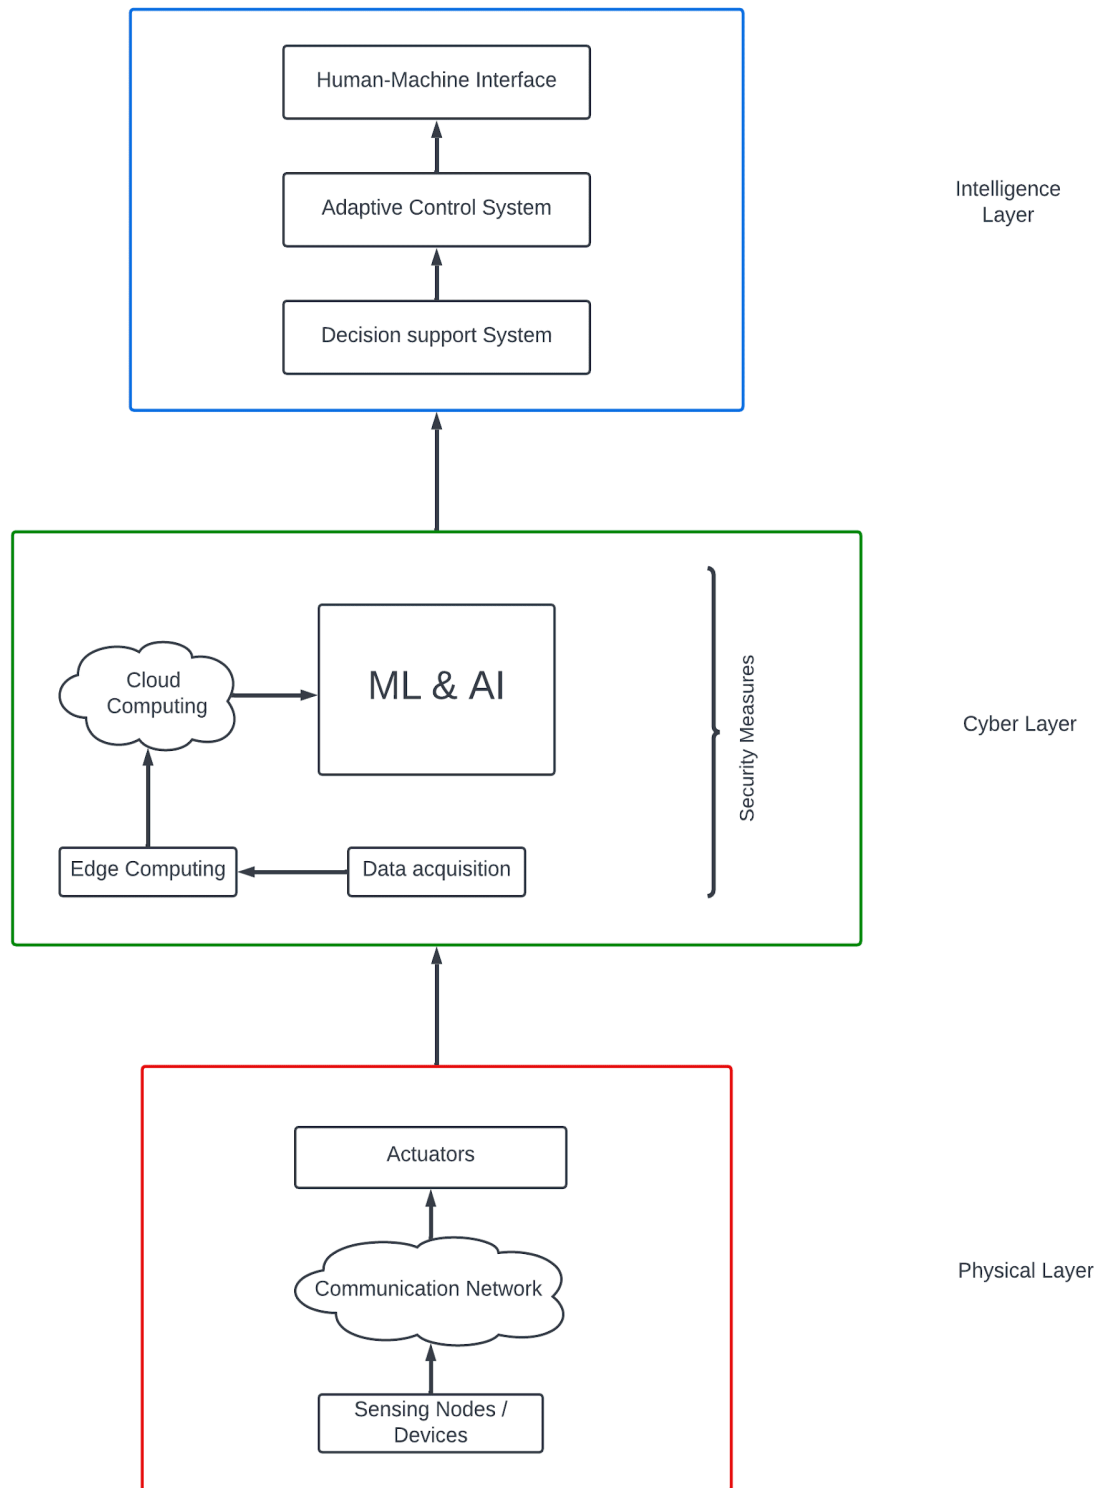 Human-Machine Interface
Adaptive Control System
Decision support System
Intelligence
Layer
Cloud
Computing
ML & AI
Edge Computing
Data acquisition
Security Measures
Cyber Layer
Actuators
Communication Network
Sensing Nodes /
Devices
Physical Layer